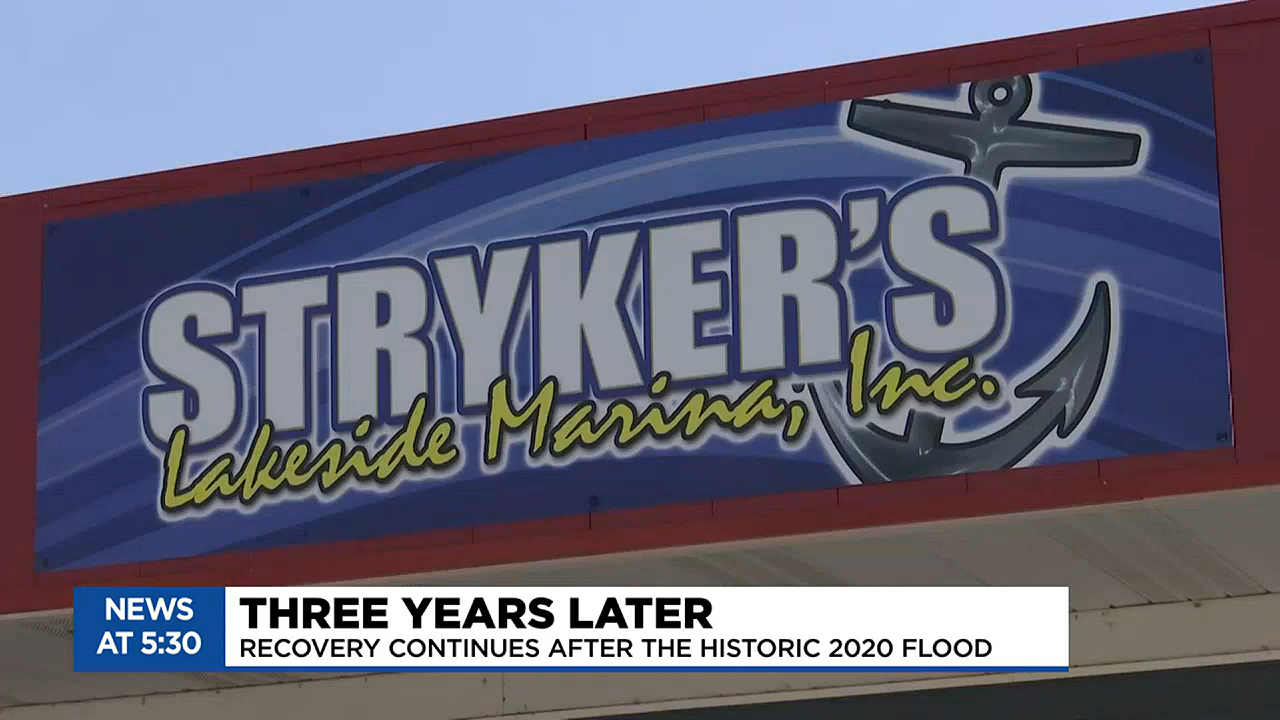 STRYKER'S
Lakeside Marina, Inc.
NEWS
AT 5:30
THREE YEARS LATER
RECOVERY CONTINUES AFTER THE HISTORIC 2020 FLOOD